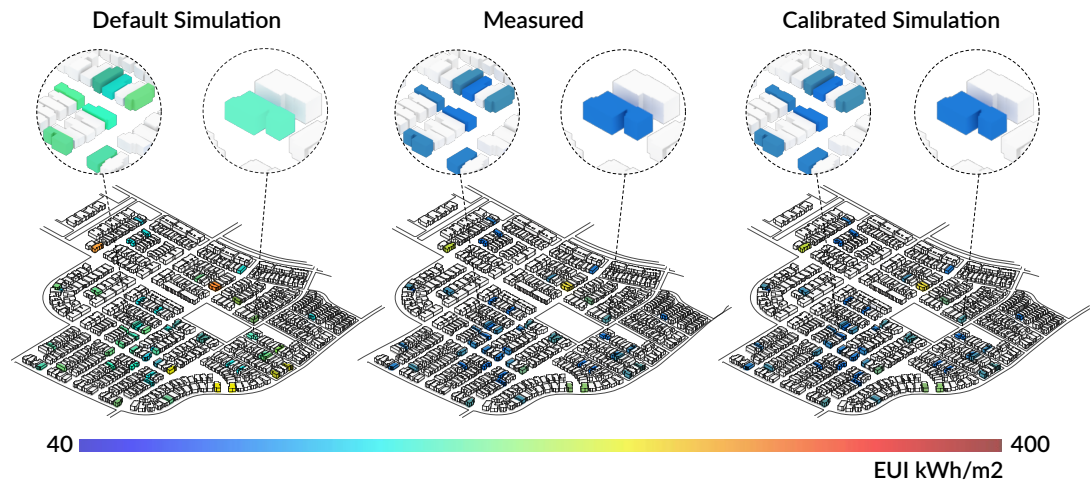 Default Simulation
Measured
Calibrated Simulation
40
400
EUI kWh/m2